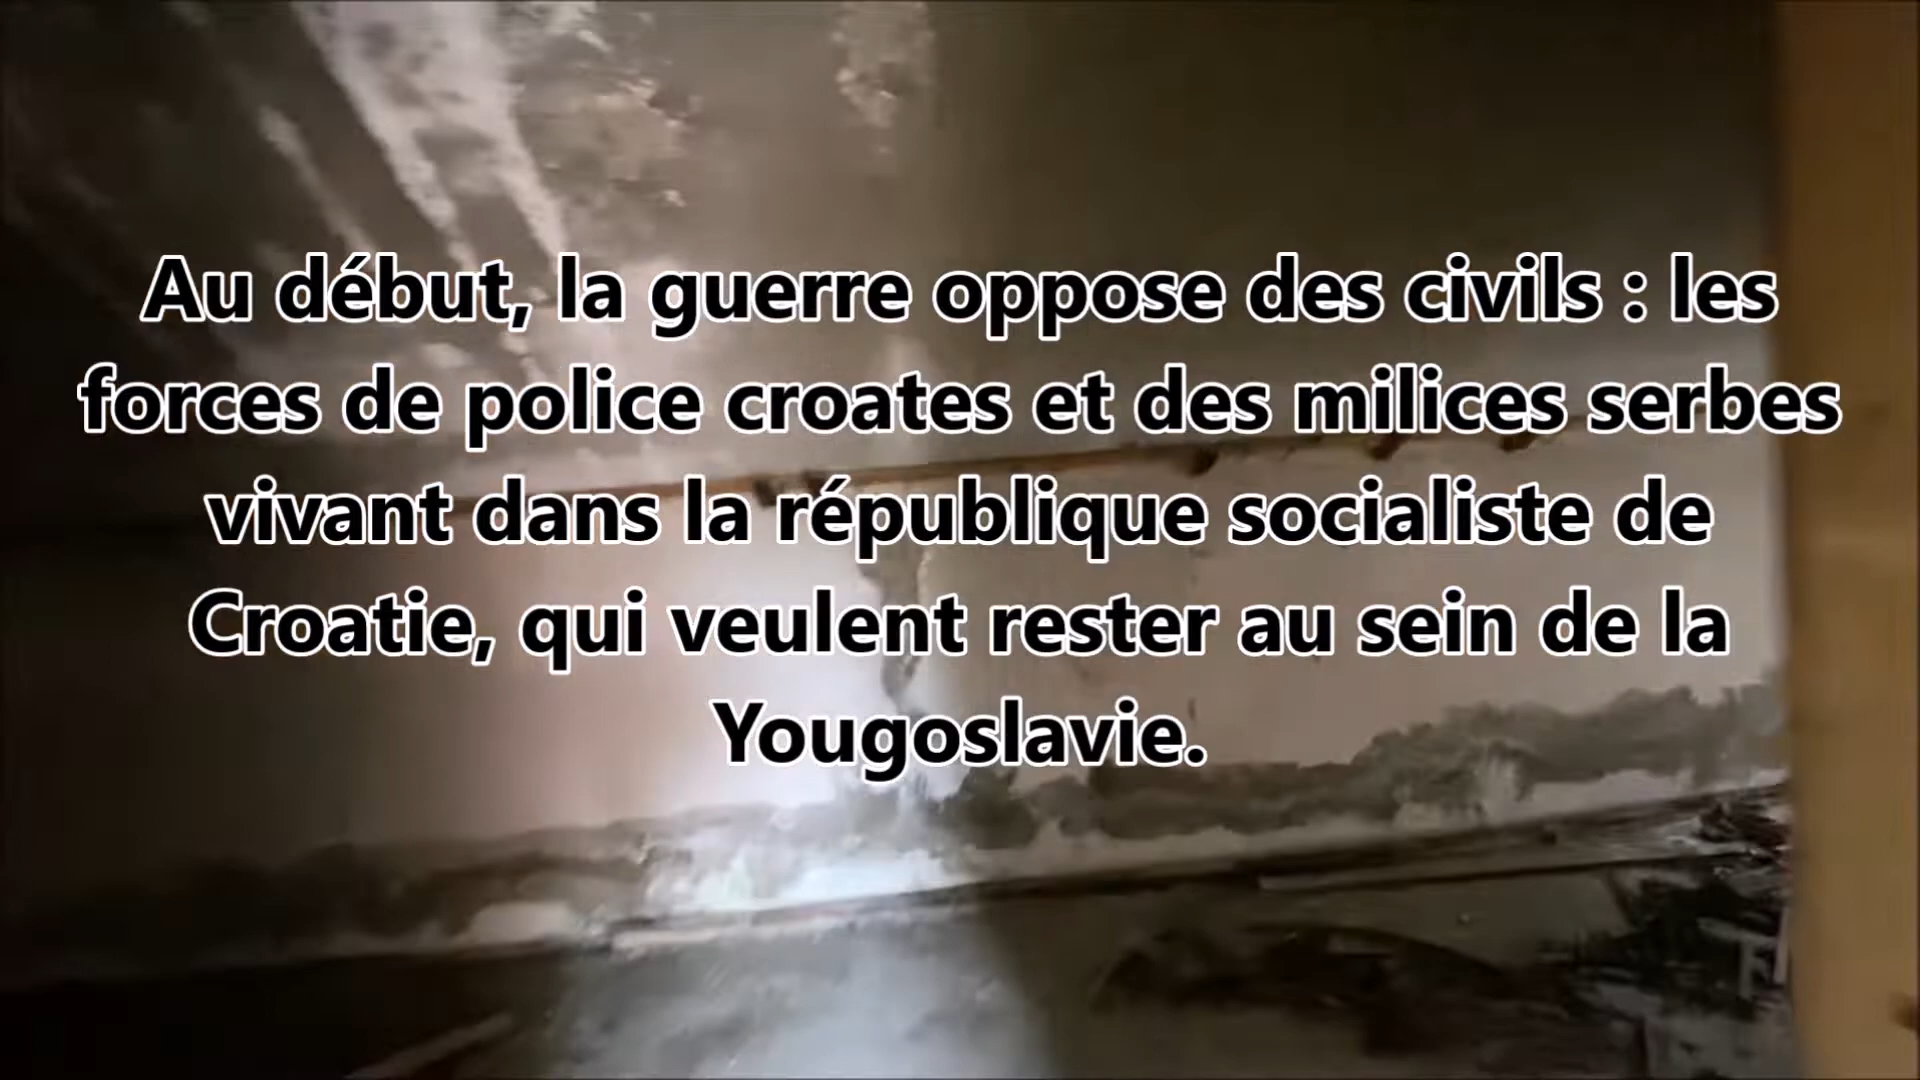 Au début, la guerre oppose des civils : les
forces de police croates et des milices serbes
vivant dans la république socialiste de
Croatie, qui veulent rester au sein de la
Yougoslavie.